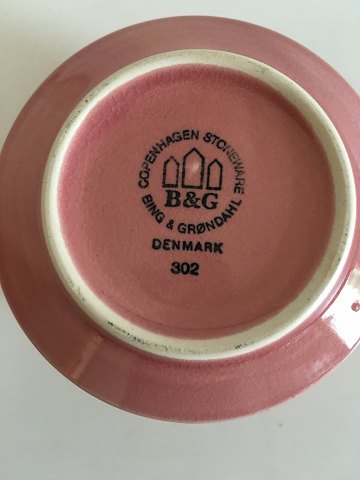 COPENHAGEN STONEWARE
B&G
BING & GRØNDAHL
DENMARK
302